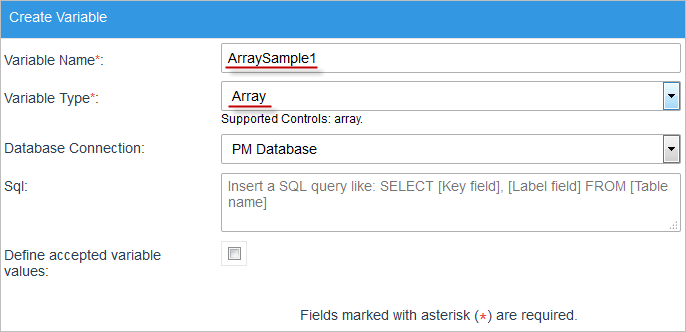 Create Variable
Variable Name*: ArraySample1
Variable Type*: Array
Supported Controls: array.
Database Connection: PM Database
Sql: Insert a SQL query like: SELECT [Key field], [Label field] FROM [Table
name]
Define accepted variable
values:
Fields marked with asterisk (*) are required.